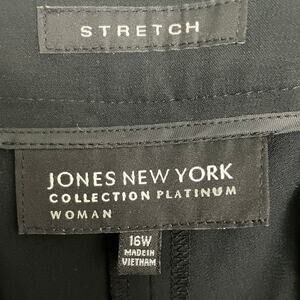 STRETCH
JONES NEW YORK
COLLECTION PLATINUM
WOMAN
16W
MADE IN
VIETNAM